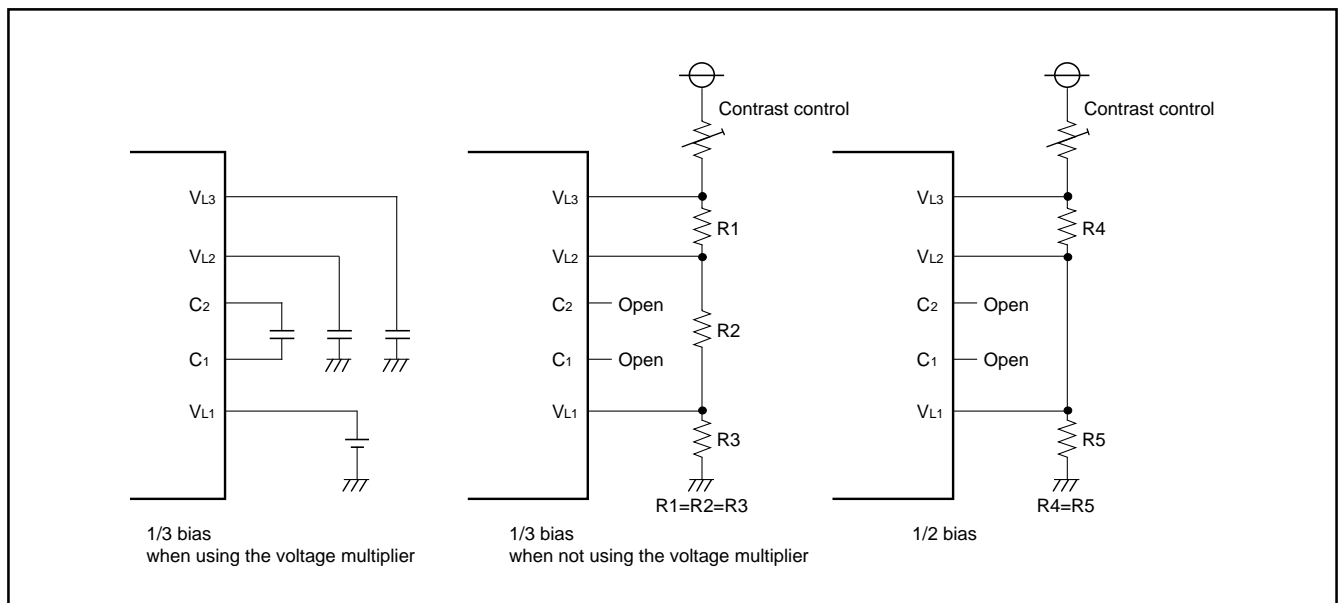 VL3
VL2
C2
C1
VL1
1/3 bias
when using the voltage multiplier
Contrast control
VL3
R1
VL2
C2
Open
R2
C1
Open
VL1
R3
R1=R2=R3
1/3 bias
when not using the voltage multiplier
Contrast control
VL3
R4
VL2
C2
Open
C1
Open
VL1
R5
R4=R5
1/2 bias